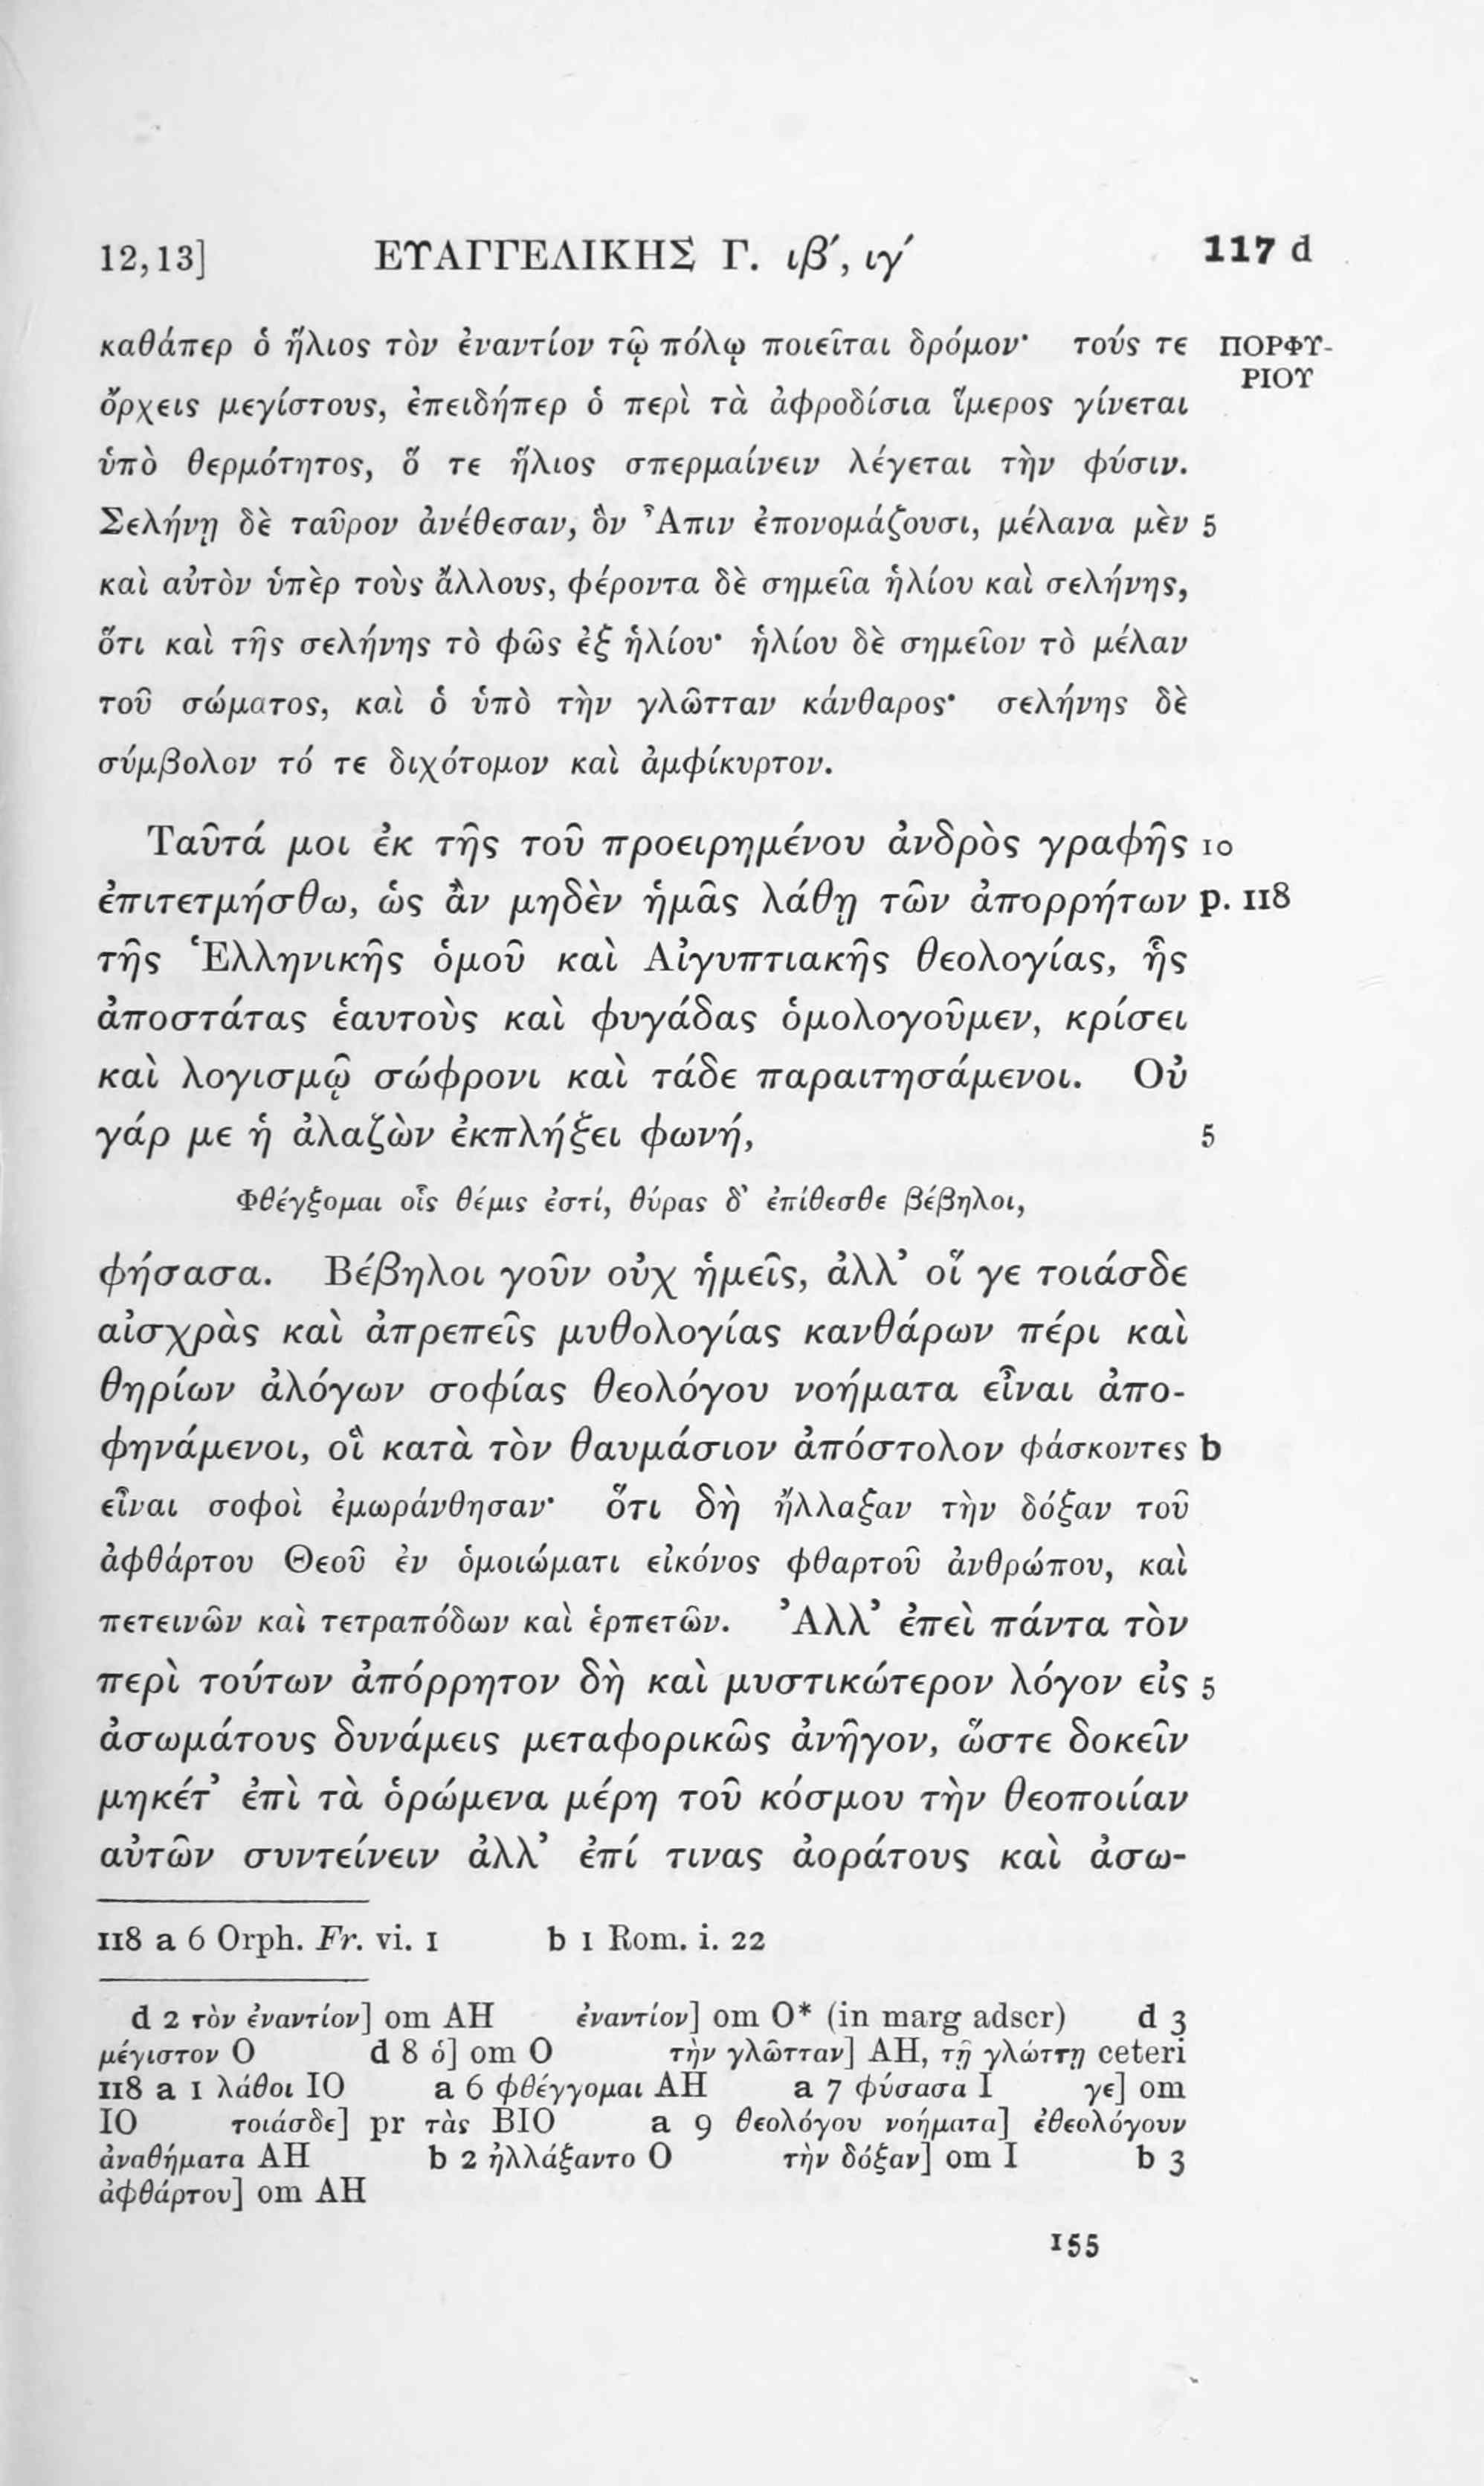 12,13] ΕΥΑΓΓΕΛΙΚΗΣ Γ. ιβ′, ιγ′ 117 d
καθάπερ ὁ ἥλιος τὸν ἐναντίον τῷ πόλῳ ποιεῖται δρόμον· τούς τε ΠΟΡΦΥ-
ΡΙΟΥ
ὄρχεις μεγίστους, ἐπειδήπερ ὁ περὶ τὰ ἀφροδίσια ἵμερος γίνεται
ὑπὸ θερμότητος, ὅ τε ἥλιος σπερμαίνειν λέγεται τὴν φύσιν.
Σελήνῃ δὲ ταῦρον ἀνέθεσαν, ὃν Ἆπιν ἐπονομάζουσι, μέλανα μὲν 5
καὶ αὐτὸν ὑπὲρ τοὺς ἄλλους, φέροντα δὲ σημεῖα ἡλίου καὶ σελήνης,
ὅτι καὶ τῆς σελήνης τὸ φῶς ἐξ ἡλίου· ἡλίου δὲ σημεῖον τὸ μέλαν
τοῦ σώματος, καὶ ὁ ὑπὸ τὴν γλῶτταν κάνθαρος· σελήνης δὲ
σύμβολον τό τε διχότομον καὶ ἀμφίκυρτον.
Ταῦτά μοι ἐκ τῆς τοῦ προειρημένου ἀνδρὸς γραφῆς 10
ἐπιτετμήσθω, ὡς ἂν μηδὲν ἡμᾶς λάθῃ τῶν ἀπορρήτων p. 118
τῆς Ἑλληνικῆς ὁμοῦ καὶ Αἰγυπτιακῆς θεολογίας, ἧς
ἀποστάτας ἑαυτοὺς καὶ φυγάδας ὁμολογοῦμεν, κρίσει
καὶ λογισμῷ σώφρονι καὶ τάδε παραιτησάμενοι. Οὐ
γάρ με ἡ ἀλαζὼν ἐκπλήξει φωνή, 5
Φθέγξομαι οἷς θέμις ἐστί, θύρας δ’ ἐπίθεσθε βέβηλοι,
φήσασα. Βέβηλοι γοῦν οὐχ ἡμεῖς, ἀλλ’ οἵ γε τοιάσδε
αἰσχρὰς καὶ ἀπρεπεῖς μυθολογίας κανθάρων πέρι καὶ
θηρίων ἀλόγων σοφίας θεολόγου νοήματα εἶναι ἀπο-
φηνάμενοι, οἳ κατὰ τὸν θαυμάσιον ἀπόστολον φάσκοντες b
εἶναι σοφοὶ ἐμωράνθησαν· ὅτι δὴ ἤλλαξαν τὴν δόξαν τοῦ
ἀφθάρτου Θεοῦ ἐν ὁμοιώματι εἰκόνος φθαρτοῦ ἀνθρώπου, καὶ
πετεινῶν καὶ τετραπόδων καὶ ἑρπετῶν. Ἀλλ’ ἐπεὶ πάντα τὸν
περὶ τούτων ἀπόρρητον δὴ καὶ μυστικώτερον λόγον εἰς 5
ἀσωμάτους δυνάμεις μεταφορικῶς ἀνῆγον, ὥστε δοκεῖν
μηκέτ’ ἐπὶ τὰ ὁρώμενα μέρη τοῦ κόσμου τὴν θεοποιίαν
αὐτῶν συντείνειν ἀλλ’ ἐπί τινας ἀοράτους καὶ ἀσω-
118 a 6 Orph. Fr. vi. 1 b 1 Rom. i. 22
d 2 τὸν ἐναντίον] om AH ἐναντίον] om O* (in marg adscr) d 3
μέγιστον O d 8 ὁ] om O τὴν γλῶτταν] AH, τῇ γλώττῃ ceteri
118 a 1 λάθοι IO a 6 φθέγγομαι AH a 7 φύσασα I γε] om
IO τοιάσδε] pr τὰς BIO a 9 θεολόγου νοήματα] ἐθεολόγουν
ἀναθήματα AH b 2 ἠλλάξαντο O τὴν δόξαν] om I b 3
ἀφθάρτου] om AH
155